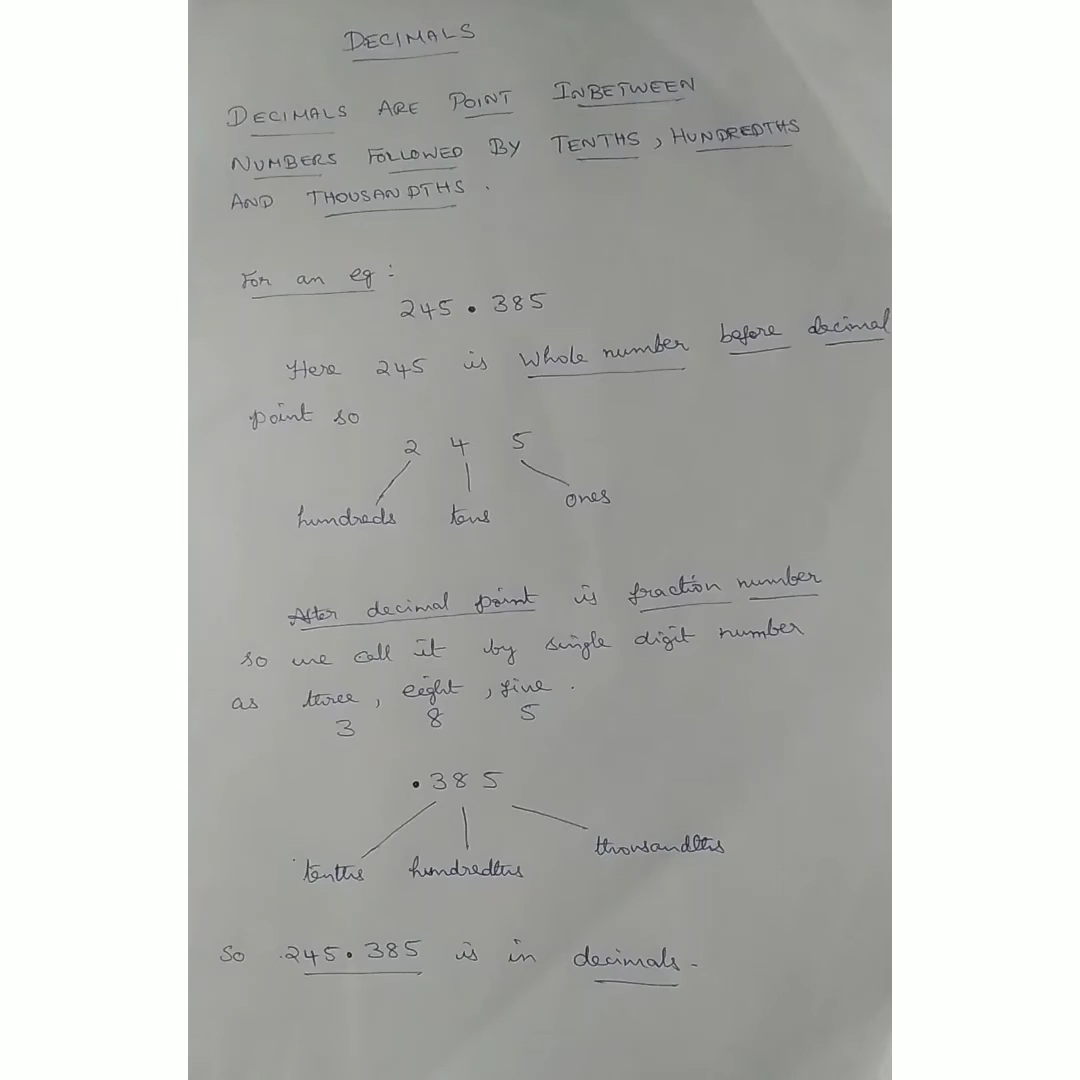 DECIMALS
DECIMALS ARE POINT INBETWEEN
NUMBERS FOLLOWED BY TENTHS, HUNDREDTHS
AND THOUSANDTHS.
For an eg:
245.385
Here 245 is Whole number before decimal
point so
2 4 5
hundreds tens ones
After decimal point is fraction number
so we call it by single digit number
as three, eight, five.
3 8 5
.385
tenths hundredths thousandths
So .245.385 is in decimals.